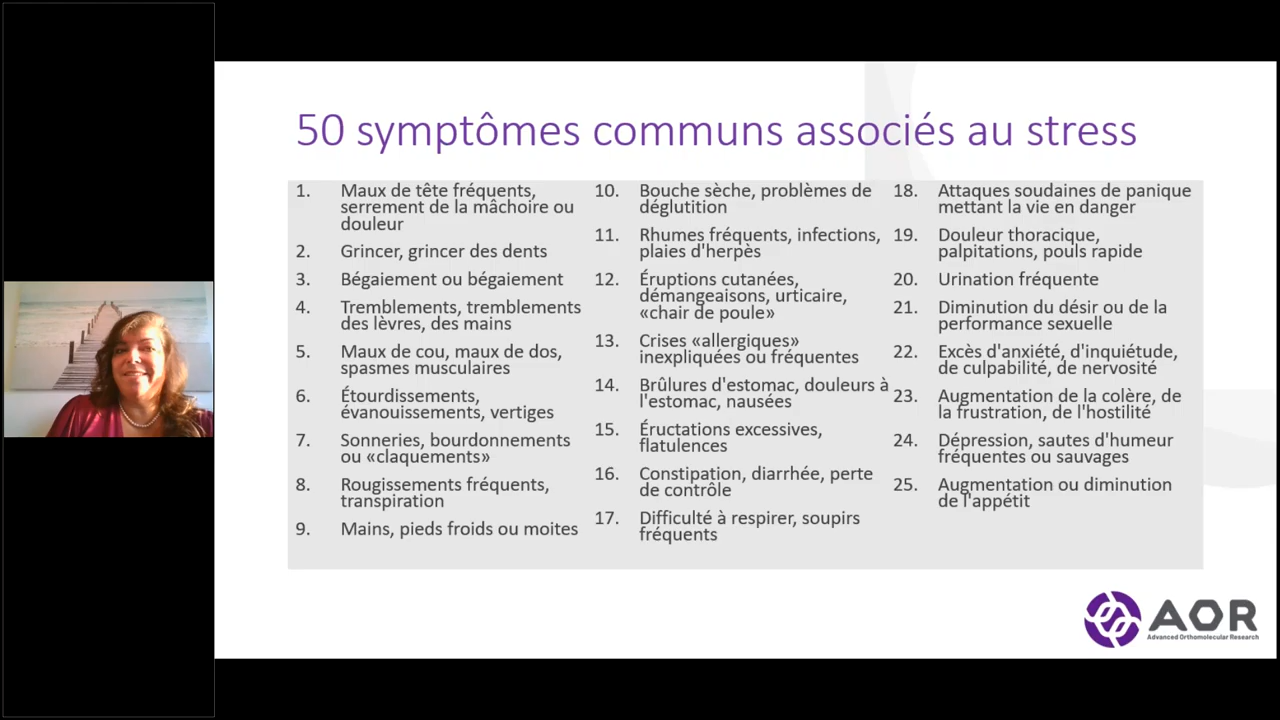 50 symptômes communs associés au stress
1. Maux de tête fréquents,
serrement de la mâchoire ou
douleur
2. Grincer, grincer des dents
3. Bégaiement ou bégaiement
4. Tremblements, tremblements
des lèvres, des mains
5. Maux de cou, maux de dos,
spasmes musculaires
6. Étourdissements,
évanouissements, vertiges
7. Sonneries, bourdonnements
ou «claquements»
8. Rougissements fréquents,
transpiration
9. Mains, pieds froids ou moites
10. Bouche sèche, problèmes de
déglutition
11. Rhumes fréquents, infections,
plaies d'herpès
12. Éruptions cutanées,
démangeaisons, urticaire,
«chair de poule»
13. Crises «allergiques»
inexpliquées ou fréquentes
14. Brûlures d'estomac, douleurs à
l'estomac, nausées
15. Éructations excessives,
flatulences
16. Constipation, diarrhée, perte
de contrôle
17. Difficulté à respirer, soupirs
fréquents
18. Attaques soudaines de panique
mettant la vie en danger
19. Douleur thoracique,
palpitations, pouls rapide
20. Urination fréquente
21. Diminution du désir ou de la
performance sexuelle
22. Excès d'anxiété, d'inquiétude,
de culpabilité, de nervosité
23. Augmentation de la colère, de
la frustration, de l'hostilité
24. Dépression, sautes d'humeur
fréquentes ou sauvages
25. Augmentation ou diminution
de l'appétit
AOR
Advanced Orthomolecular Research